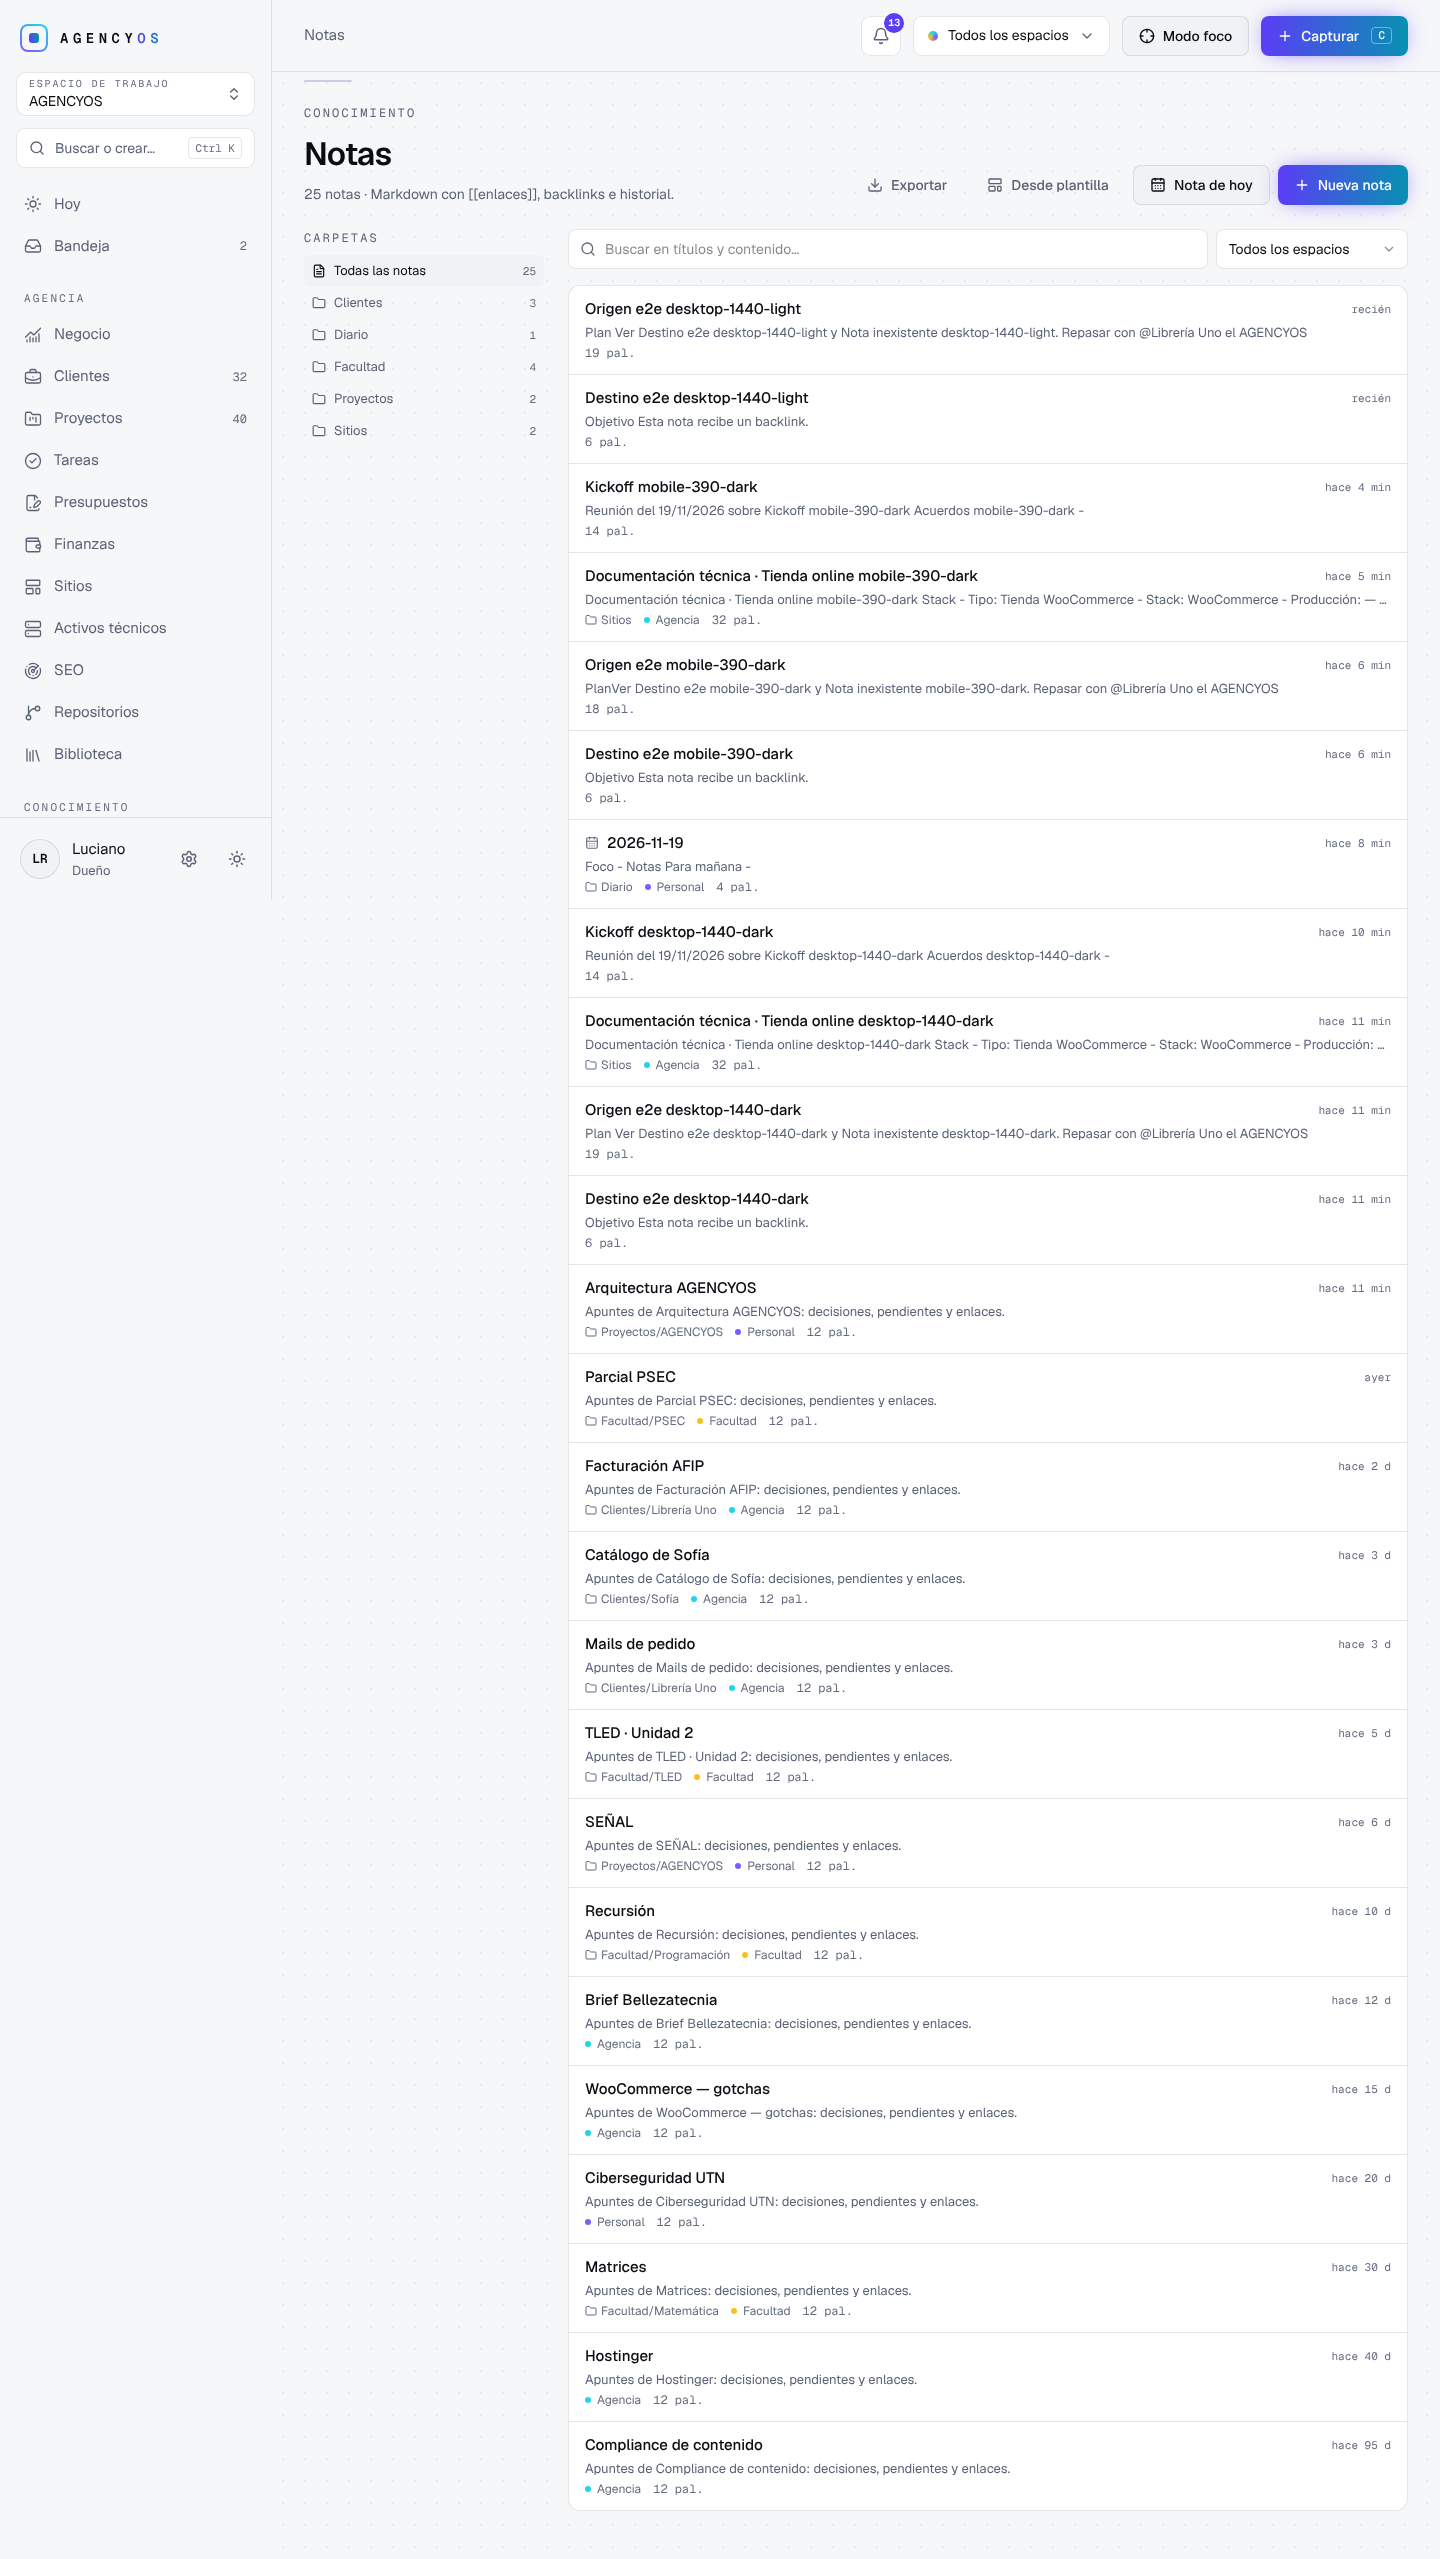 AGENCYOS
ESPACIO DE TRABAJO
AGENCYOS
Buscar o crear...
Ctrl K
Hoy
Bandeja 2
AGENCIA
Negocio
Clientes 32
Proyectos 40
Tareas
Presupuestos
Finanzas
Sitios
Activos técnicos
SEO
Repositorios
Biblioteca
CONOCIMIENTO
LR
Luciano
Dueño
Notas
13
Todos los espacios
Modo foco
Capturar C
CONOCIMIENTO
Notas
25 notas · Markdown con [[enlaces]], backlinks e historial.
Exportar
Desde plantilla
Nota de hoy
Nueva nota
CARPETAS
Todas las notas 25
Clientes 3
Diario 1
Facultad 4
Proyectos 2
Sitios 2
Buscar en títulos y contenido...
Todos los espacios
Origen e2e desktop-1440-light recién
Plan Ver Destino e2e desktop-1440-light y Nota inexistente desktop-1440-light. Repasar con @Librería Uno el AGENCYOS
19 pal.
Destino e2e desktop-1440-light recién
Objetivo Esta nota recibe un backlink.
6 pal.
Kickoff mobile-390-dark hace 4 min
Reunión del 19/11/2026 sobre Kickoff mobile-390-dark Acuerdos mobile-390-dark -
14 pal.
Documentación técnica · Tienda online mobile-390-dark hace 5 min
Documentación técnica · Tienda online mobile-390-dark Stack - Tipo: Tienda WooCommerce - Stack: WooCommerce - Producción: — ...
Sitios Agencia 32 pal.
Origen e2e mobile-390-dark hace 6 min
PlanVer Destino e2e mobile-390-dark y Nota inexistente mobile-390-dark. Repasar con @Librería Uno el AGENCYOS
18 pal.
Destino e2e mobile-390-dark hace 6 min
Objetivo Esta nota recibe un backlink.
6 pal.
2026-11-19 hace 8 min
Foco - Notas Para mañana -
Diario Personal 4 pal.
Kickoff desktop-1440-dark hace 10 min
Reunión del 19/11/2026 sobre Kickoff desktop-1440-dark Acuerdos desktop-1440-dark -
14 pal.
Documentación técnica · Tienda online desktop-1440-dark hace 11 min
Documentación técnica · Tienda online desktop-1440-dark Stack - Tipo: Tienda WooCommerce - Stack: WooCommerce - Producción: ...
Sitios Agencia 32 pal.
Origen e2e desktop-1440-dark hace 11 min
Plan Ver Destino e2e desktop-1440-dark y Nota inexistente desktop-1440-dark. Repasar con @Librería Uno el AGENCYOS
19 pal.
Destino e2e desktop-1440-dark hace 11 min
Objetivo Esta nota recibe un backlink.
6 pal.
Arquitectura AGENCYOS hace 11 min
Apuntes de Arquitectura AGENCYOS: decisiones, pendientes y enlaces.
Proyectos/AGENCYOS Personal 12 pal.
Parcial PSEC ayer
Apuntes de Parcial PSEC: decisiones, pendientes y enlaces.
Facultad/PSEC Facultad 12 pal.
Facturación AFIP hace 2 d
Apuntes de Facturación AFIP: decisiones, pendientes y enlaces.
Clientes/Librería Uno Agencia 12 pal.
Catálogo de Sofía hace 3 d
Apuntes de Catálogo de Sofía: decisiones, pendientes y enlaces.
Clientes/Sofía Agencia 12 pal.
Mails de pedido hace 3 d
Apuntes de Mails de pedido: decisiones, pendientes y enlaces.
Clientes/Librería Uno Agencia 12 pal.
TLED · Unidad 2 hace 5 d
Apuntes de TLED · Unidad 2: decisiones, pendientes y enlaces.
Facultad/TLED Facultad 12 pal.
SEÑAL hace 6 d
Apuntes de SEÑAL: decisiones, pendientes y enlaces.
Proyectos/AGENCYOS Personal 12 pal.
Recursión hace 10 d
Apuntes de Recursión: decisiones, pendientes y enlaces.
Facultad/Programación Facultad 12 pal.
Brief Bellezatecnia hace 12 d
Apuntes de Brief Bellezatecnia: decisiones, pendientes y enlaces.
Agencia 12 pal.
WooCommerce — gotchas hace 15 d
Apuntes de WooCommerce — gotchas: decisiones, pendientes y enlaces.
Agencia 12 pal.
Ciberseguridad UTN hace 20 d
Apuntes de Ciberseguridad UTN: decisiones, pendientes y enlaces.
Personal 12 pal.
Matrices hace 30 d
Apuntes de Matrices: decisiones, pendientes y enlaces.
Facultad/Matemática Facultad 12 pal.
Hostinger hace 40 d
Apuntes de Hostinger: decisiones, pendientes y enlaces.
Agencia 12 pal.
Compliance de contenido hace 95 d
Apuntes de Compliance de contenido: decisiones, pendientes y enlaces.
Agencia 12 pal.